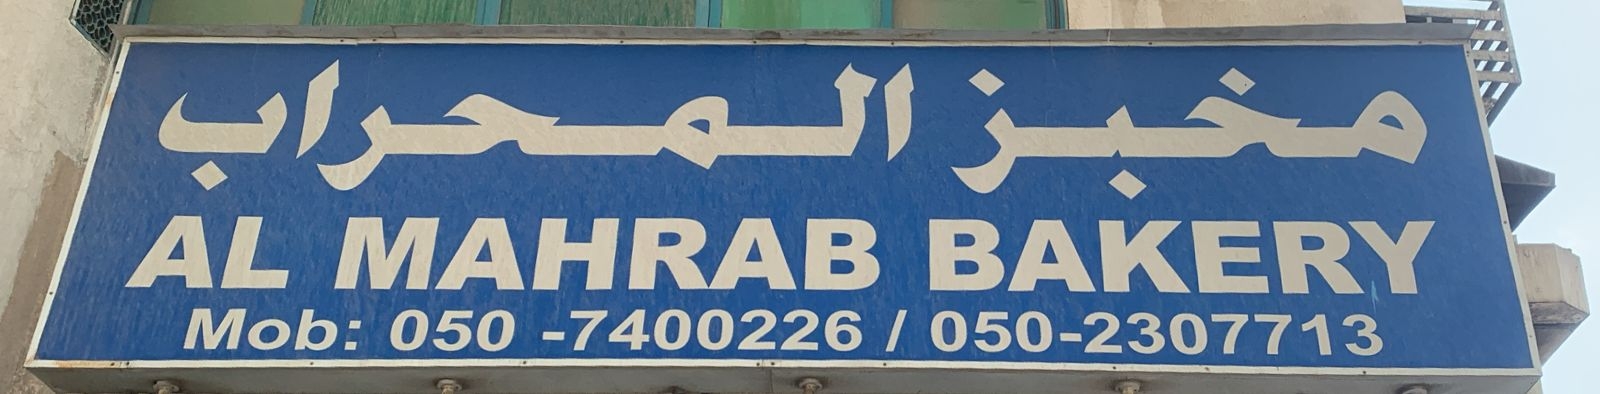 مخبز المحراب
AL MAHRAB BAKERY
Mob: 050 -7400226 / 050-2307713